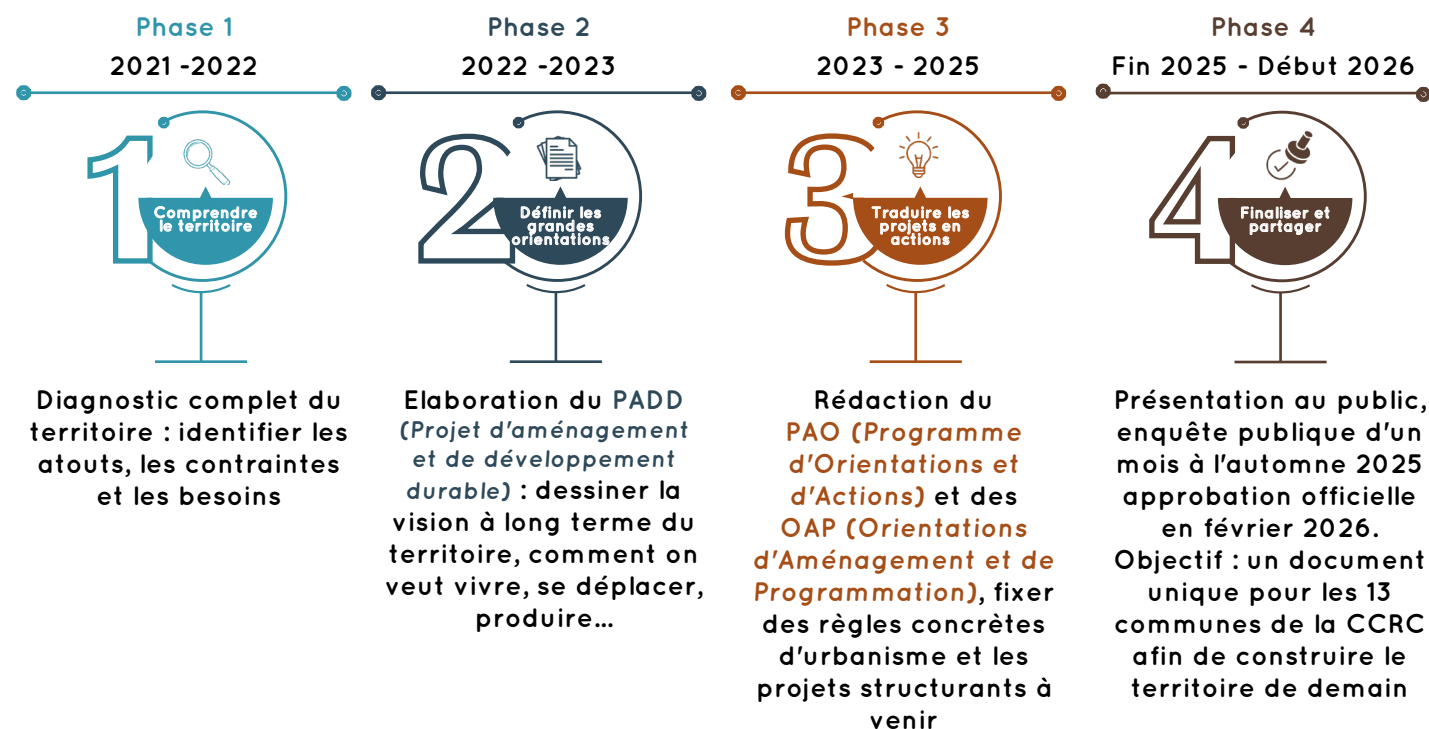 Phase 1
2021 -2022
1
Comprendre
le territoire
Diagnostic complet du
territoire : identifier les
atouts, les contraintes
et les besoins
Phase 2
2022 -2023
2
Définir les
grandes
orientations
Elaboration du PADD
(Projet d'aménagement
et de développement
durable) : dessiner la
vision à long terme du
territoire, comment on
veut vivre, se déplacer,
produire...
Phase 3
2023 - 2025
3
Traduire les
projets en
actions
Rédaction du
PAO (Programme
d'Orientations et
d'Actions) et des
OAP (Orientations
d'Aménagement et de
Programmation), fixer
des règles concrètes
d'urbanisme et les
projets structurants à
venir
Phase 4
Fin 2025 - Début 2026
4
Finaliser et
partager
Présentation au public,
enquête publique d'un
mois à l'automne 2025
approbation officielle
en février 2026.
Objectif : un document
unique pour les 13
communes de la CCRC
afin de construire le
territoire de demain